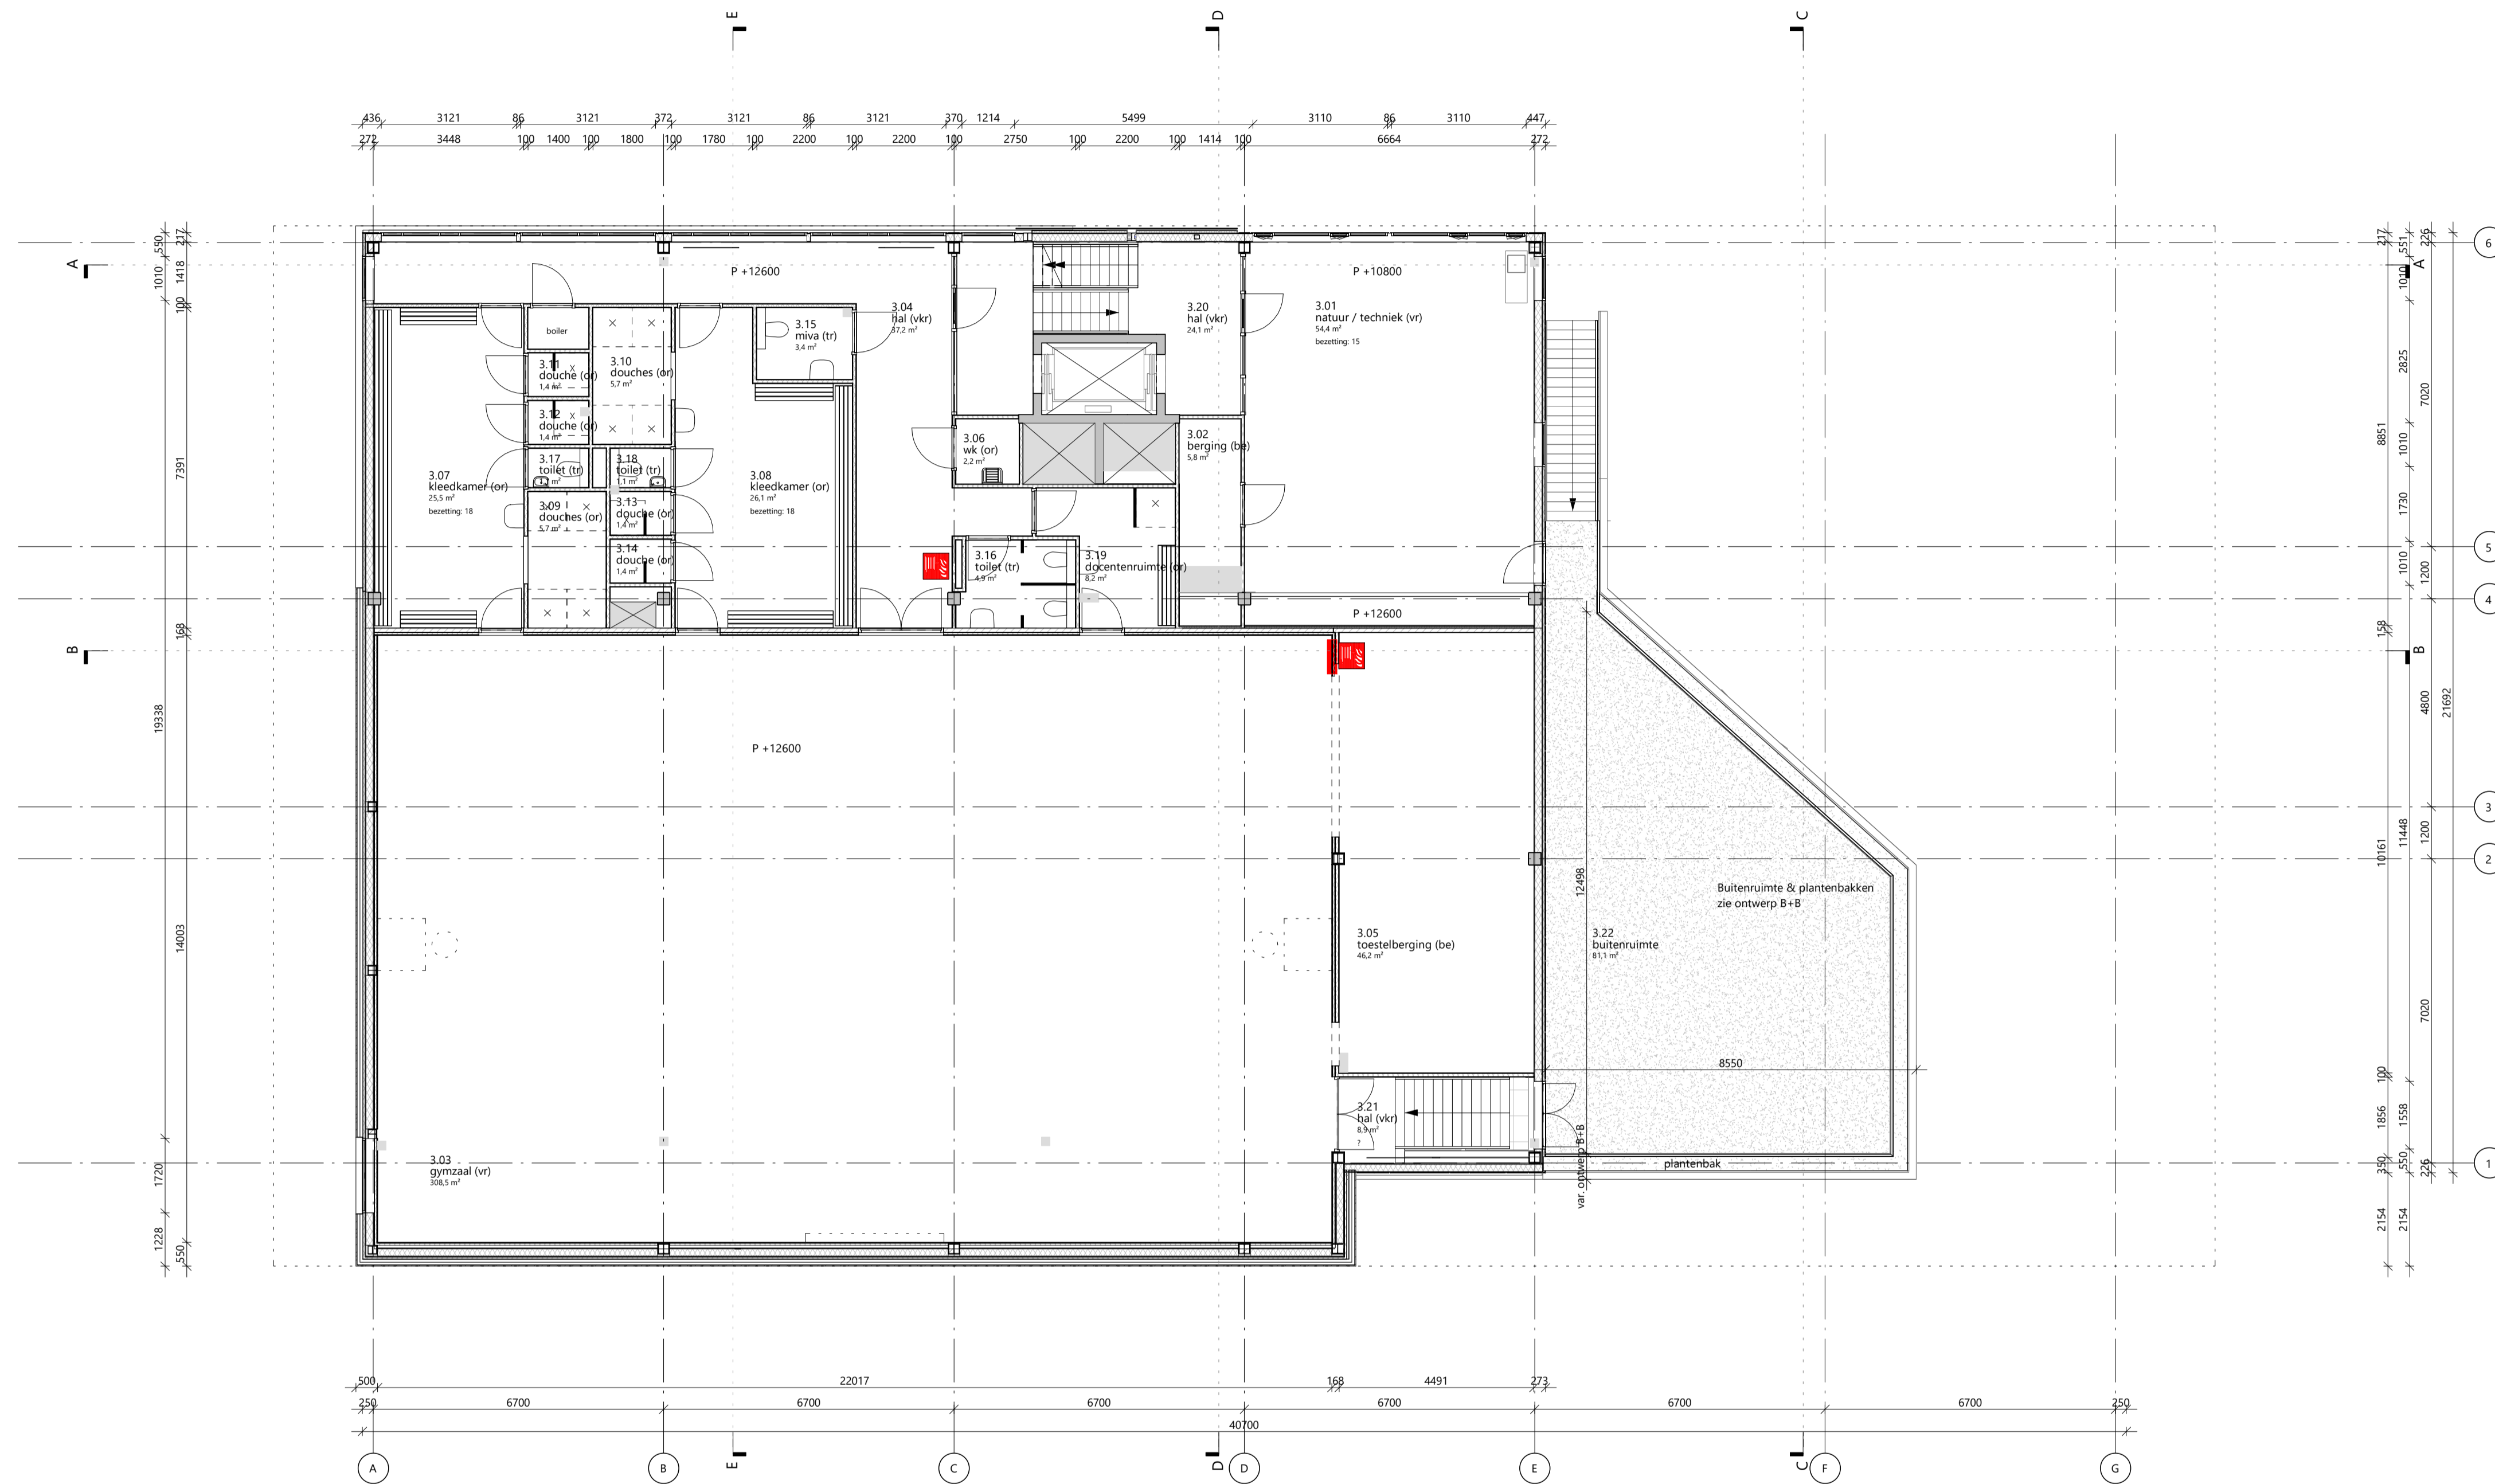 E
D
C
436
3121
86
3121
372
3121
86
3121
370
1214
5499
3110
86
3110
447
272
3448
100
1400
100
1800
100
1780
100
2200
100
2200
100
2750
100
2200
100
1414
100
6664
272
A
A
B
B
550
1010
19338
1720
1228
217
1418
100
7391
168
14003
550
P +12600
P +10800
3.04
hal (vkr)
37,2 m²
3.20
hal (vkr)
24,1 m²
3.01
natuur / techniek (vr)
54,4 m²
bezetting: 15
boiler
3.15
miva (tr)
3,4 m²
3.11
douche (or)
1,4 m²
3.10
douches (or)
5,7 m²
3.12
douche (or)
1,4 m²
3.06
wk (or)
2,2 m²
3.02
berging (be)
5,8 m²
3.07
kleedkamer (or)
25,5 m²
bezetting: 18
3.17
toilet (tr)
m²
3.18
toilet (tr)
1,1 m²
3.08
kleedkamer (or)
26,1 m²
bezetting: 18
3.09
douches (or)
5,7 m²
3.13
douche (or)
1,4 m²
3.14
douche (or)
1,4 m²
3.16
toilet (tr)
4,9 m²
3.19
docentenruimte (or)
8,2 m²
P +12600
P +12600
12498
Buitenruimte & plantenbakken
zie ontwerp B+B
3.05
toestelberging (be)
46,2 m²
3.22
buitenruimte
81,1 m²
8550
3.21
hal (vkr)
8,9 m²
?
var. ontwerp B+B
plantenbak
3.03
gymzaal (vr)
308,5 m²
217
8851
158
10161
100
1856
350
2154
551
1010
2825
1010
1730
1010
11448
1558
550
2154
226
7020
1200
4800
1200
7020
226
21692
6
5
4
3
2
1
500
22017
168
4491
273
250
6700
6700
6700
6700
6700
6700
250
40700
E
D
C
A
B
C
D
E
F
G